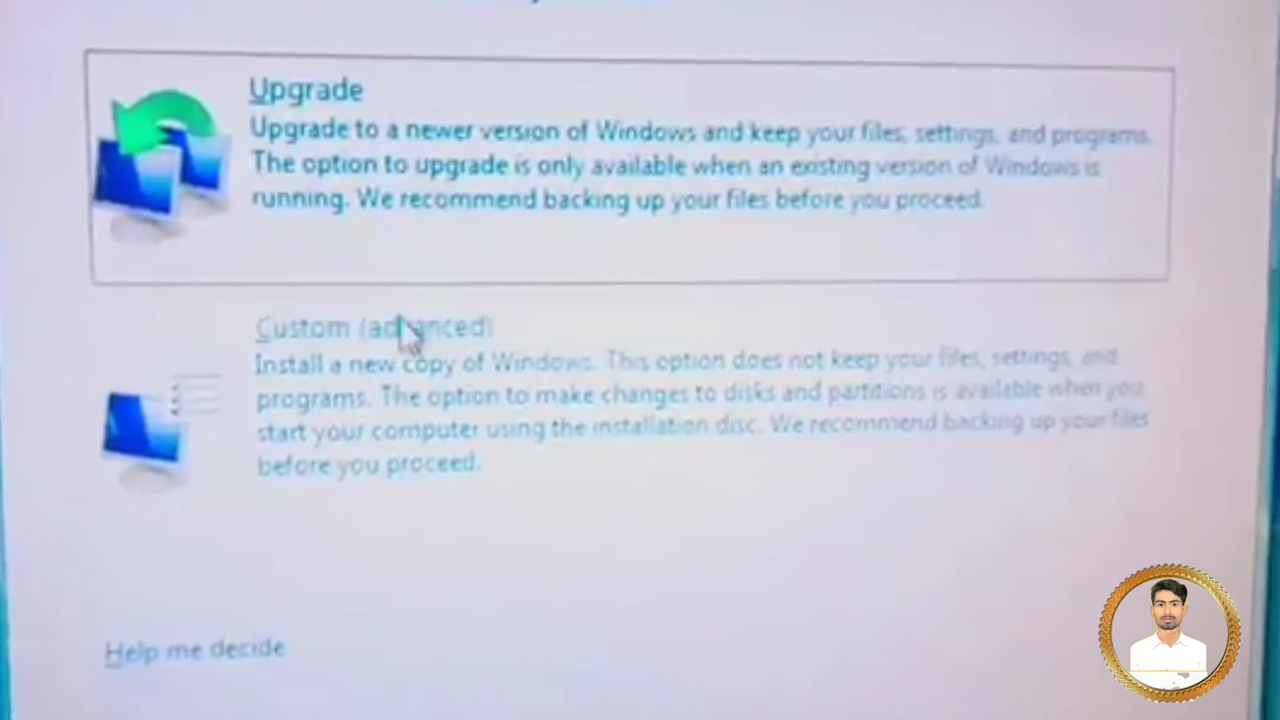 Upgrade
Upgrade to a newer version of Windows and keep your files, settings, and programs.
The option to upgrade is only available when an existing version of Windows is
running. We recommend backing up your files before you proceed.
Custom (advanced)
Install a new copy of Windows. This option does not keep your files, settings, and
programs. The option to make changes to disks and partitions is available when you
start your computer using the installation disc. We recommend backing up your files
before you proceed.
Help me decide